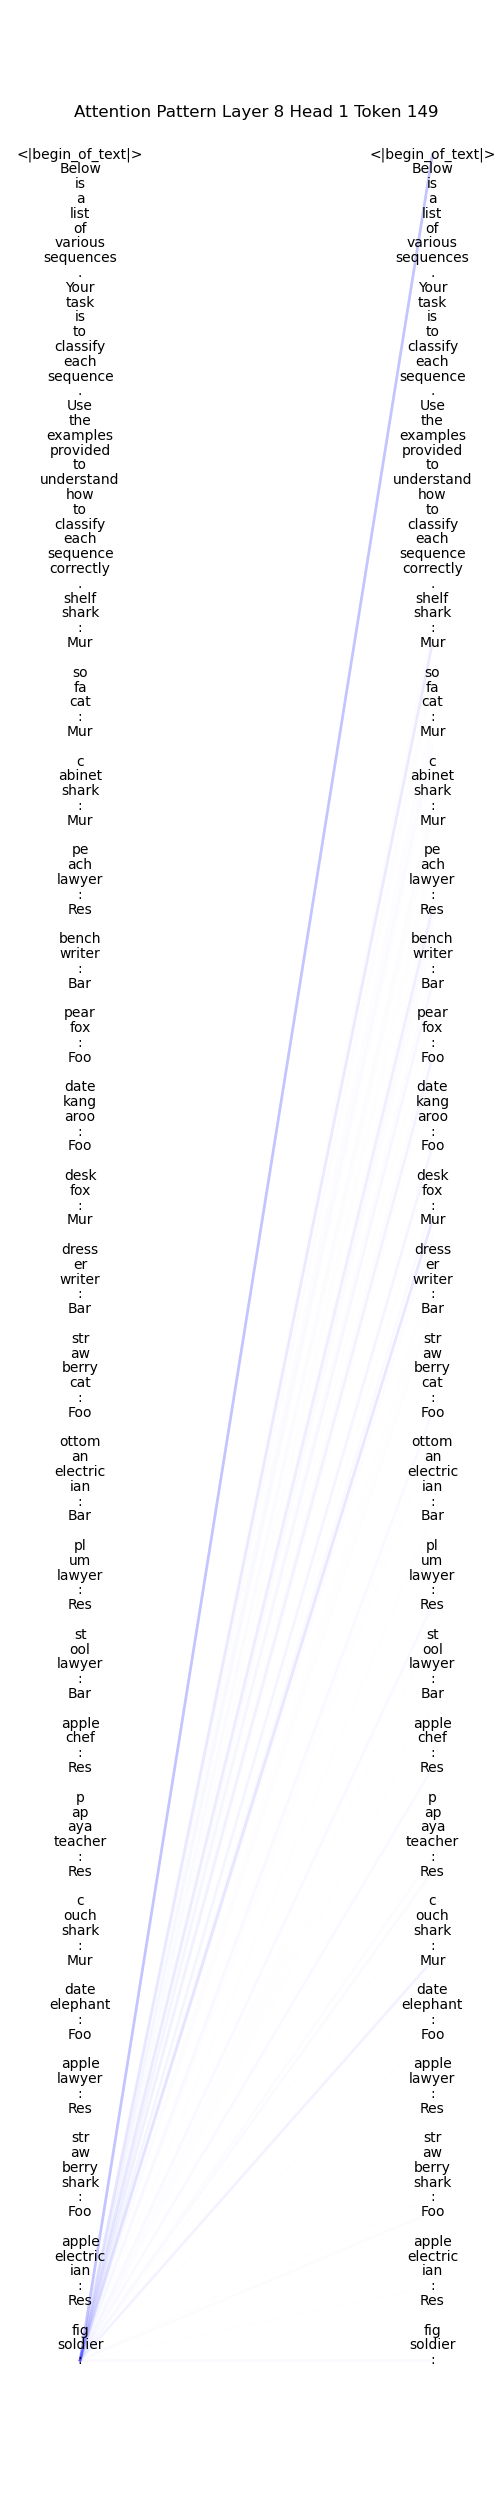 Attention Pattern Layer 8 Head 1 Token 149
<|begin_of_text|> <|begin_of_text|>
Below Below
is is
a a
list list
of of
various various
sequences sequences
. .
Your Your
task task
is is
to to
classify classify
each each
sequence sequence
. .
Use Use
the the
examples examples
provided provided
to to
understand understand
how how
to to
classify classify
each each
sequence sequence
correctly correctly
. .
shelf shelf
shark shark
: :
Mur Mur
so so
fa fa
cat cat
: :
Mur Mur
c c
abinet abinet
shark shark
: :
Mur Mur
pe pe
ach ach
lawyer lawyer
: :
Res Res
bench bench
writer writer
: :
Bar Bar
pear pear
fox fox
: :
Foo Foo
date date
kang kang
aroo aroo
: :
Foo Foo
desk desk
fox fox
: :
Mur Mur
dress dress
er er
writer writer
: :
Bar Bar
str str
aw aw
berry berry
cat cat
: :
Foo Foo
ottom ottom
an an
electric electric
ian ian
: :
Bar Bar
pl pl
um um
lawyer lawyer
: :
Res Res
st st
ool ool
lawyer lawyer
: :
Bar Bar
apple apple
chef chef
: :
Res Res
p p
ap ap
aya aya
teacher teacher
: :
Res Res
c c
ouch ouch
shark shark
: :
Mur Mur
date date
elephant elephant
: :
Foo Foo
apple apple
lawyer lawyer
: :
Res Res
str str
aw aw
berry berry
shark shark
: :
Foo Foo
apple apple
electric electric
ian ian
: :
Res Res
fig fig
soldier soldier
: :